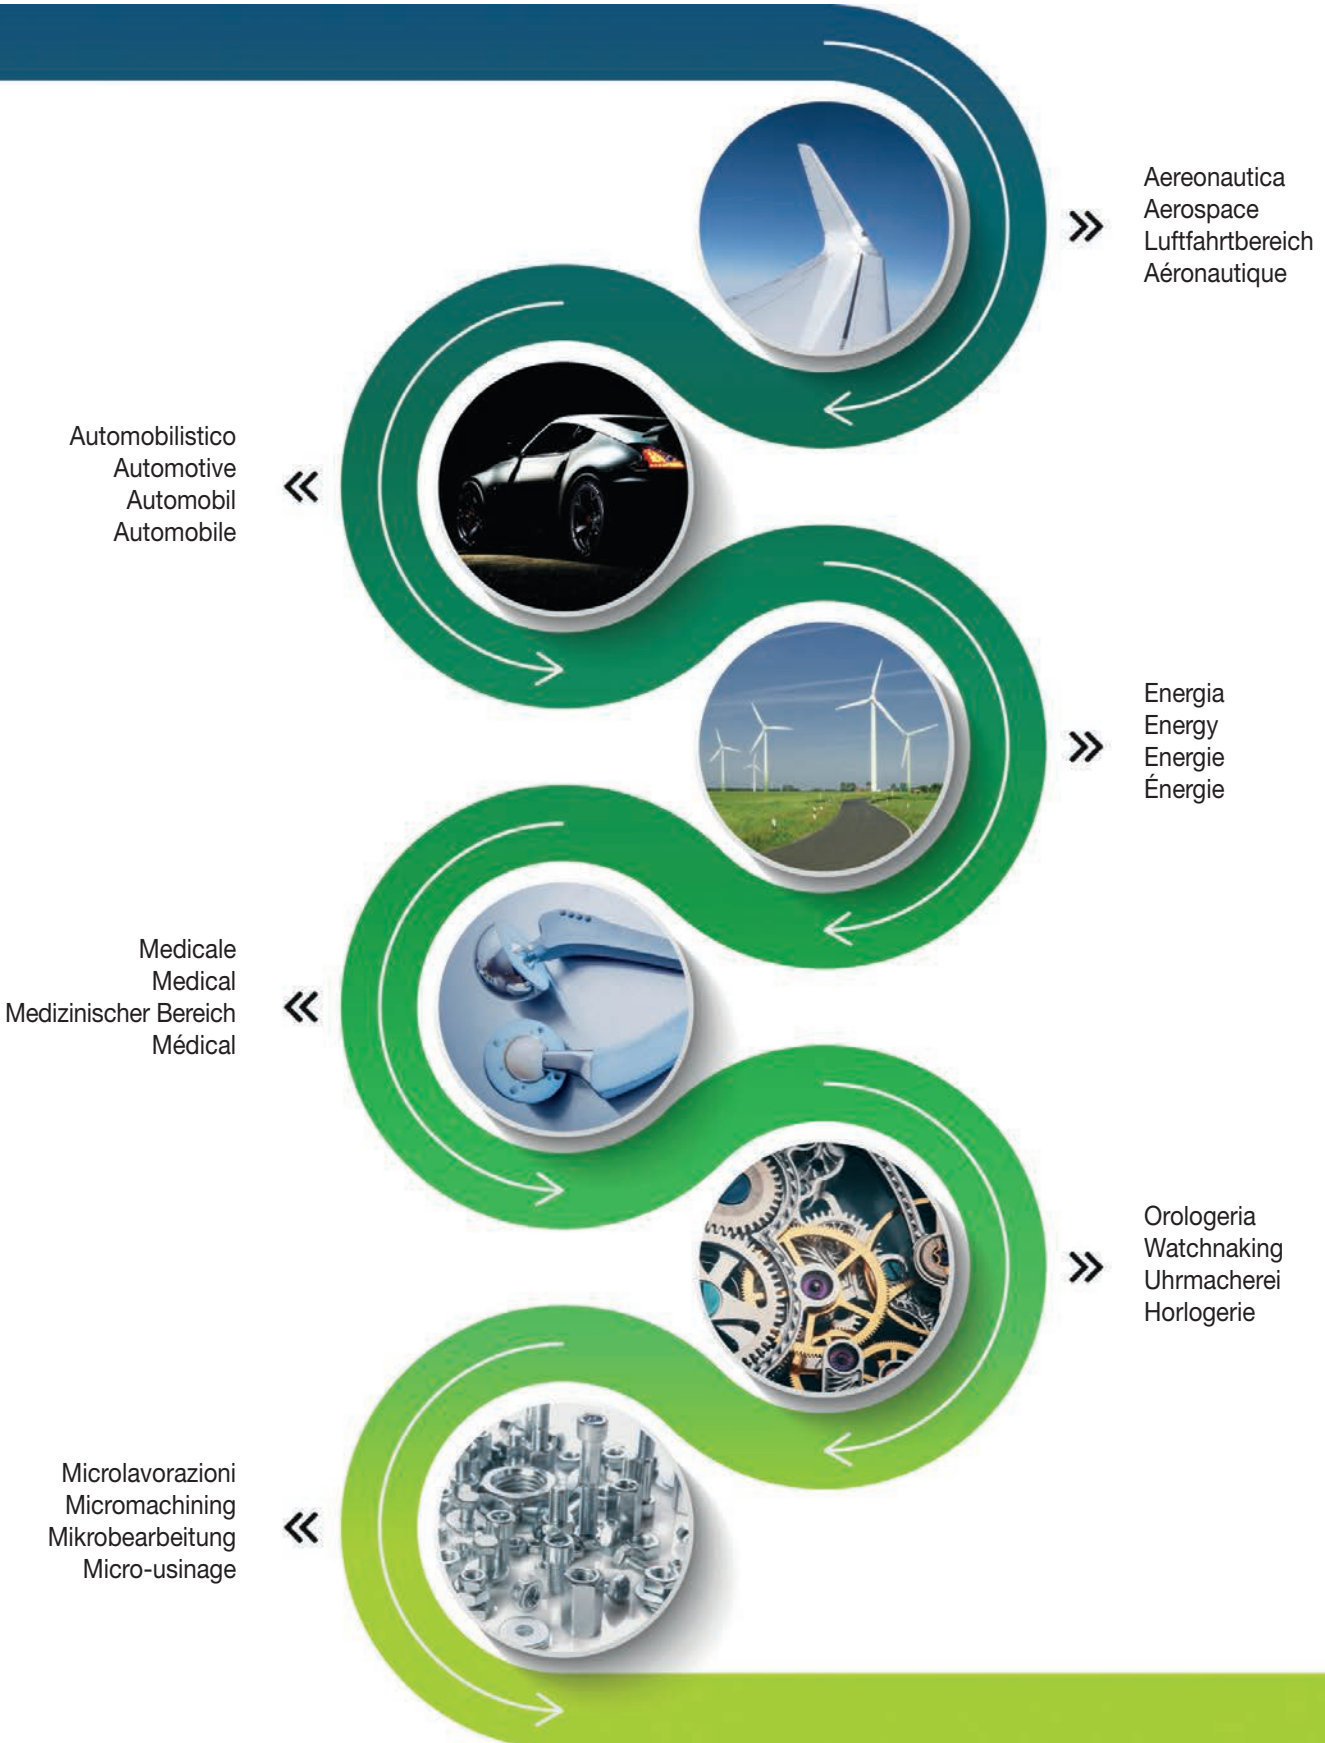 Aereonautica
Aerospace
Luftfahrtbereich
Aéronautique
Automobilistico
Automotive
Automobil
Automobile
Energia
Energy
Energie
Énergie
Medicale
Medical
Medizinischer Bereich
Médical
Orologeria
Watchnaking
Uhrmacherei
Horlogerie
Microlavorazioni
Micromachining
Mikrobearbeitung
Micro-usinage